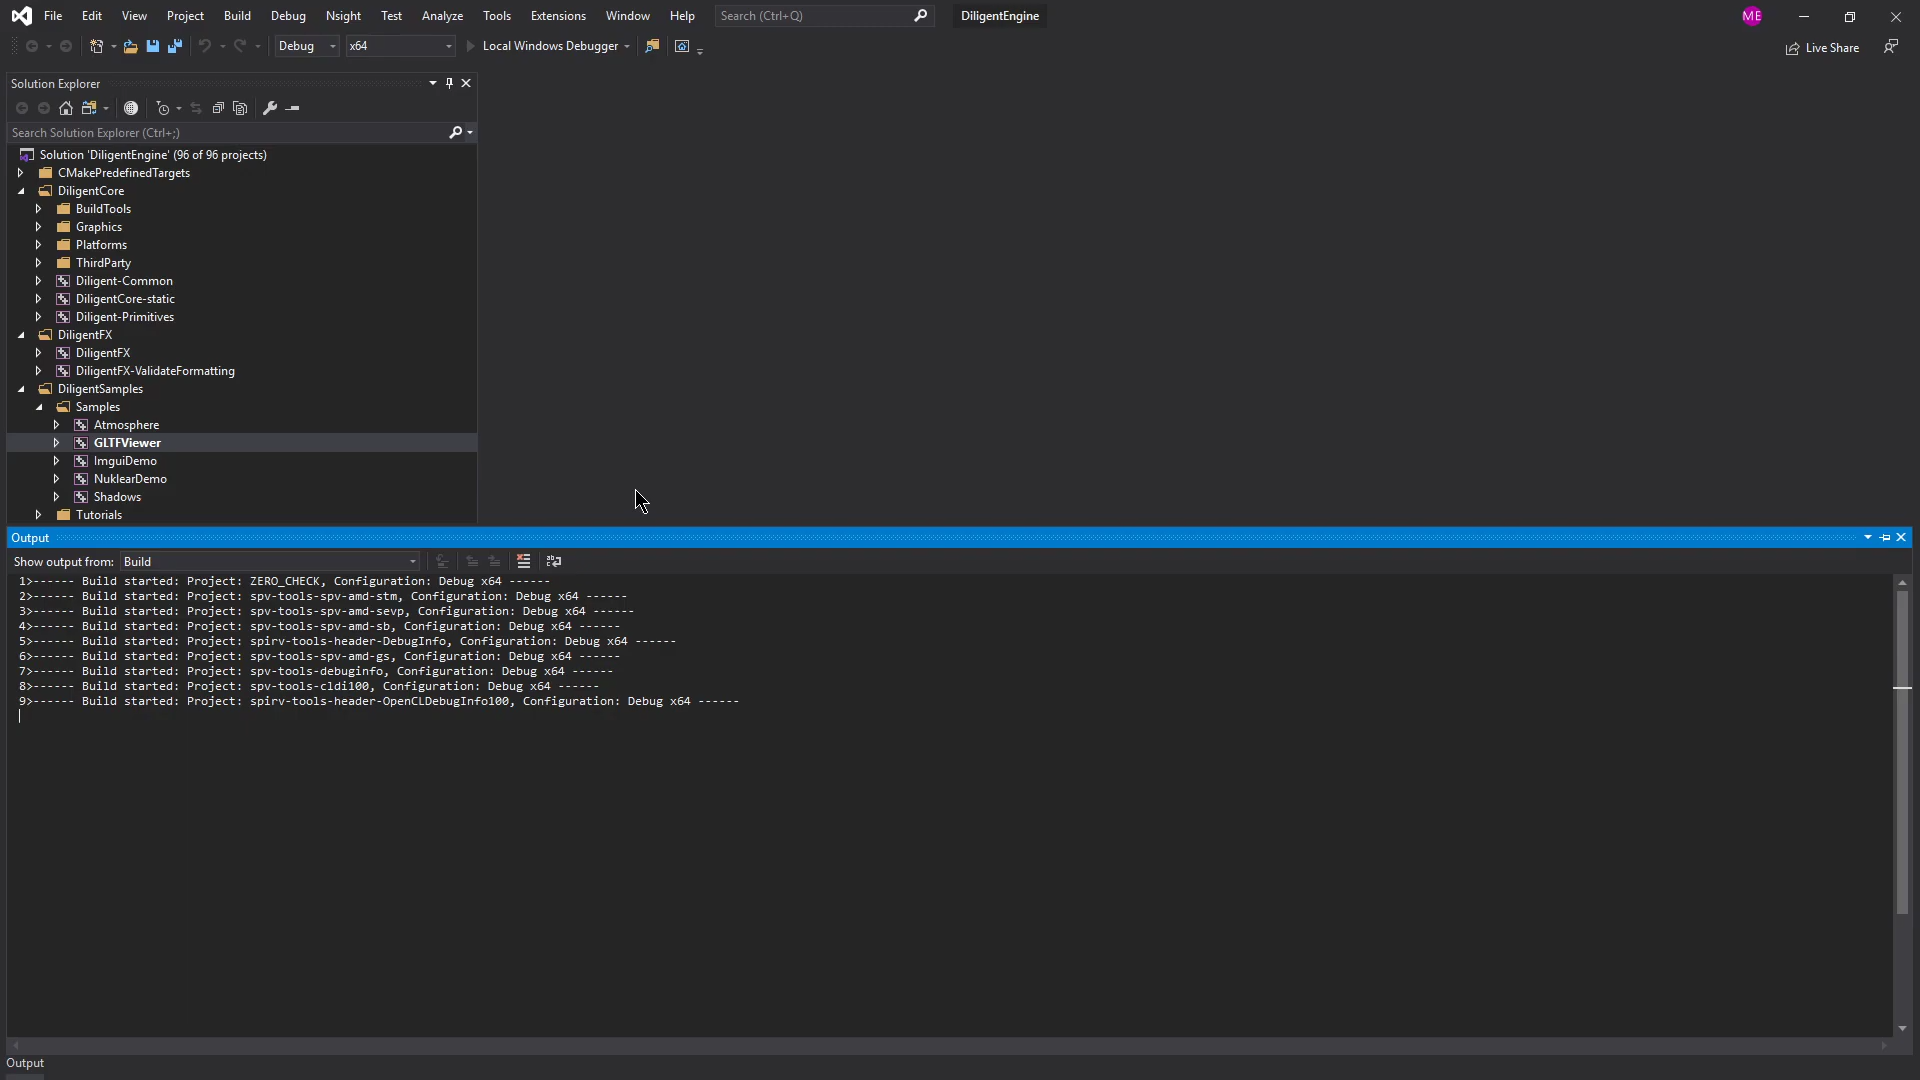 File Edit View Project Build Debug Nsight Test Analyze Tools Extensions Window Help Search (Ctrl+Q) DiligentEngine ME
Debug x64 Local Windows Debugger Live Share
Solution Explorer
Search Solution Explorer (Ctrl+;)
Solution 'DiligentEngine' (96 of 96 projects)
CMakePredefinedTargets
DiligentCore
BuildTools
Graphics
Platforms
ThirdParty
Diligent-Common
DiligentCore-static
Diligent-Primitives
DiligentFX
DiligentFX
DiligentFX-ValidateFormatting
DiligentSamples
Samples
Atmosphere
GLTFViewer
ImguiDemo
NuklearDemo
Shadows
Tutorials
Output
Show output from: Build
1>------ Build started: Project: ZERO_CHECK, Configuration: Debug x64 ------
2>------ Build started: Project: spv-tools-spv-amd-stm, Configuration: Debug x64 ------
3>------ Build started: Project: spv-tools-spv-amd-sevp, Configuration: Debug x64 ------
4>------ Build started: Project: spv-tools-spv-amd-sb, Configuration: Debug x64 ------
5>------ Build started: Project: spirv-tools-header-DebugInfo, Configuration: Debug x64 ------
6>------ Build started: Project: spv-tools-spv-amd-gs, Configuration: Debug x64 ------
7>------ Build started: Project: spv-tools-debuginfo, Configuration: Debug x64 ------
8>------ Build started: Project: spv-tools-cldi100, Configuration: Debug x64 ------
9>------ Build started: Project: spirv-tools-header-OpenCLDebugInfo100, Configuration: Debug x64 ------
Output